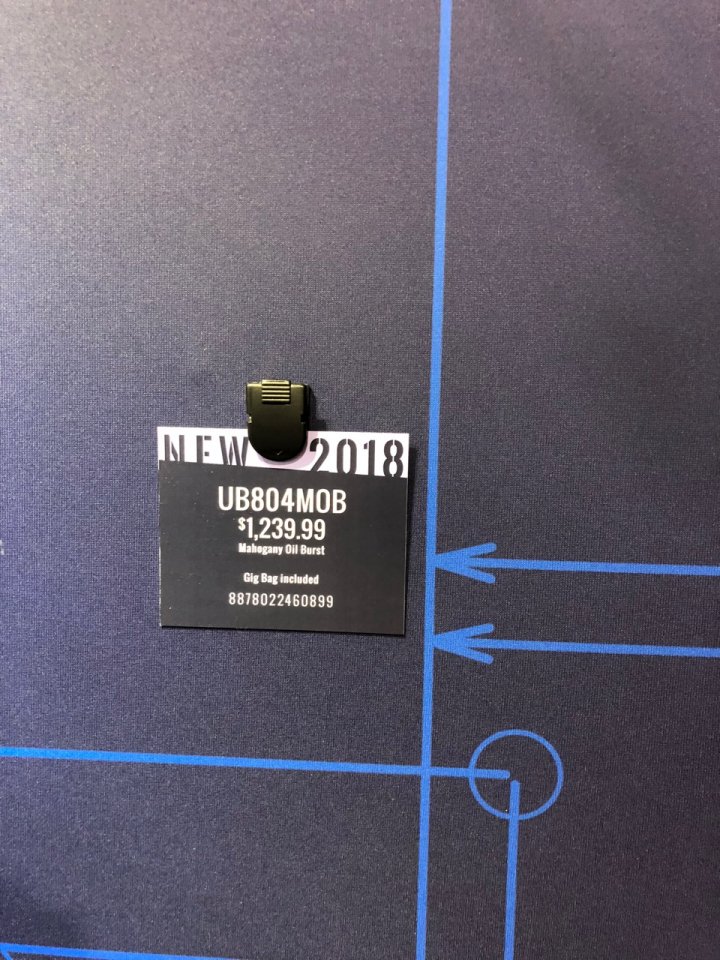 NEW 2018
UB804MOB
$1,239.99
Mahogany Oil Burst
Gig Bag included
8878022460899